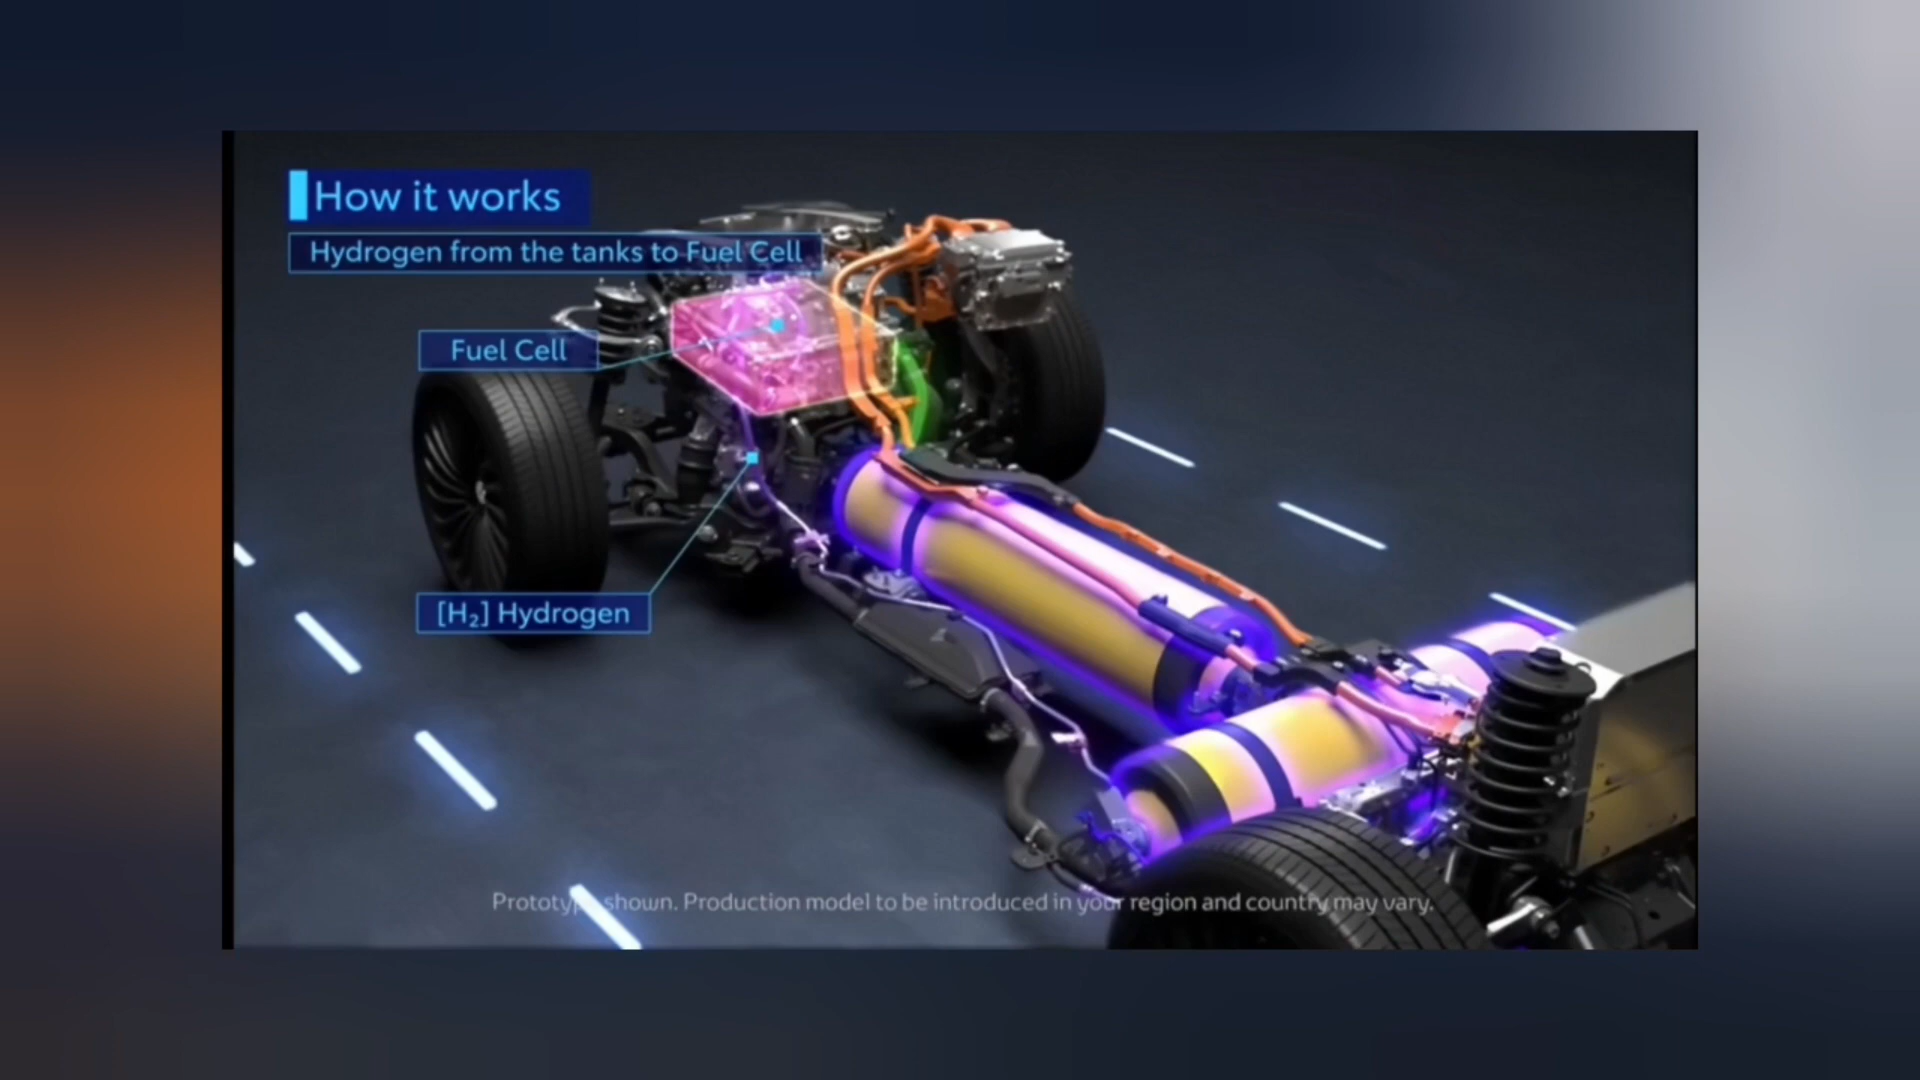 How it works
Hydrogen from the tanks to Fuel Cell
Fuel Cell
[H₂] Hydrogen
Prototype shown. Production model to be introduced in your region and country may vary.